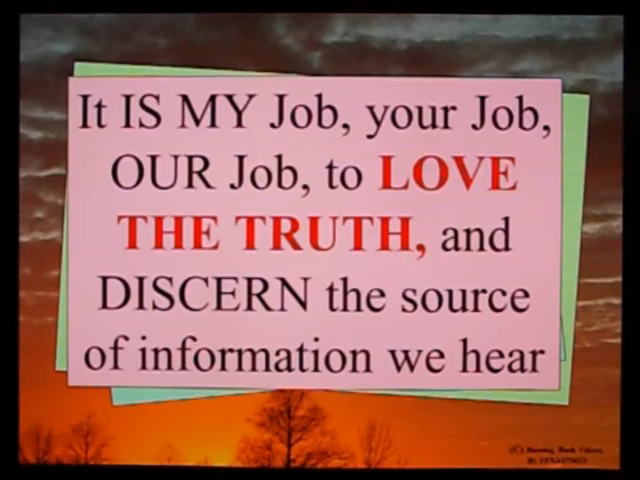 It IS MY Job, your Job,
OUR Job, to LOVE
THE TRUTH, and
DISCERN the source
of information we hear